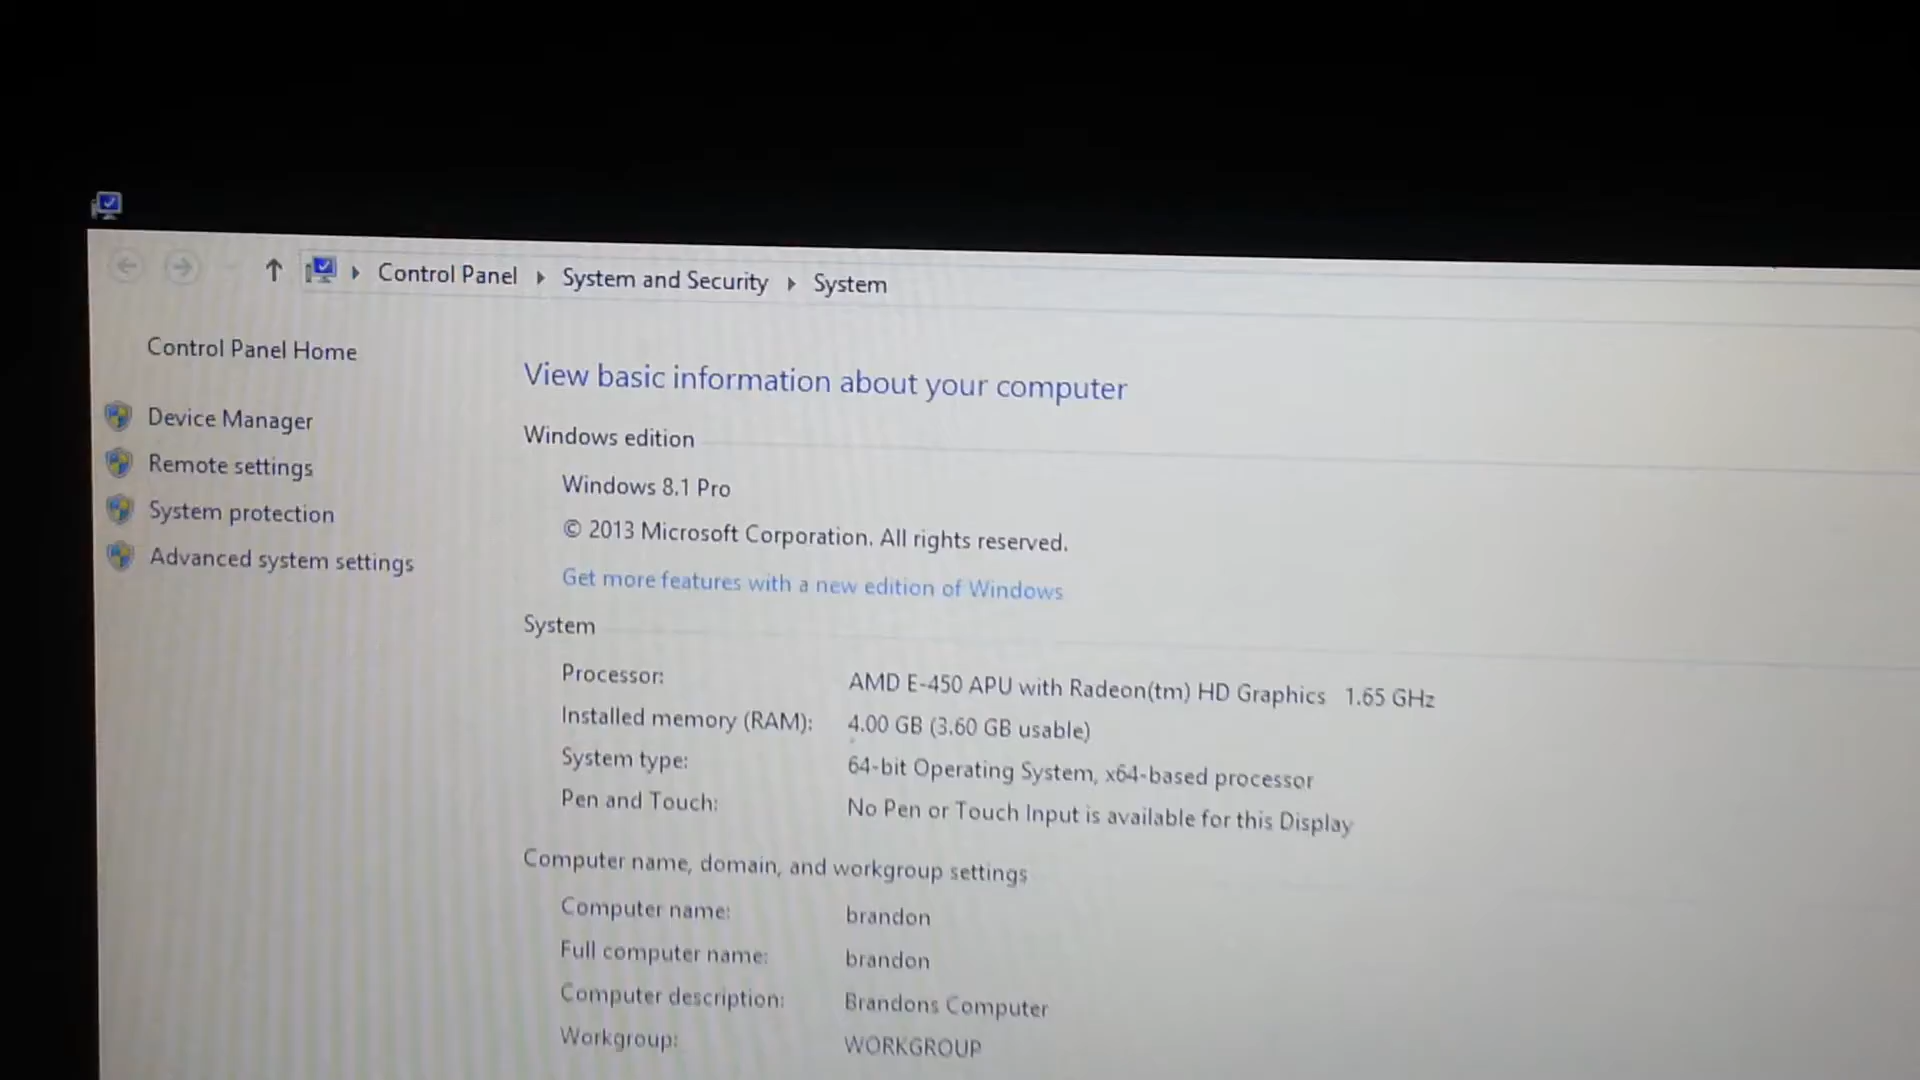 Control Panel System and Security System
Control Panel Home
Device Manager
Remote settings
System protection
Advanced system settings
View basic information about your computer
Windows edition
Windows 8.1 Pro
© 2013 Microsoft Corporation. All rights reserved.
Get more features with a new edition of Windows
System
Processor: AMD E-450 APU with Radeon(tm) HD Graphics 1.65 GHz
Installed memory (RAM): 4.00 GB (3.60 GB usable)
System type: 64-bit Operating System, x64-based processor
Pen and Touch: No Pen or Touch Input is available for this Display
Computer name, domain, and workgroup settings
Computer name: brandon
Full computer name: brandon
Computer description: Brandons Computer
Workgroup: WORKGROUP